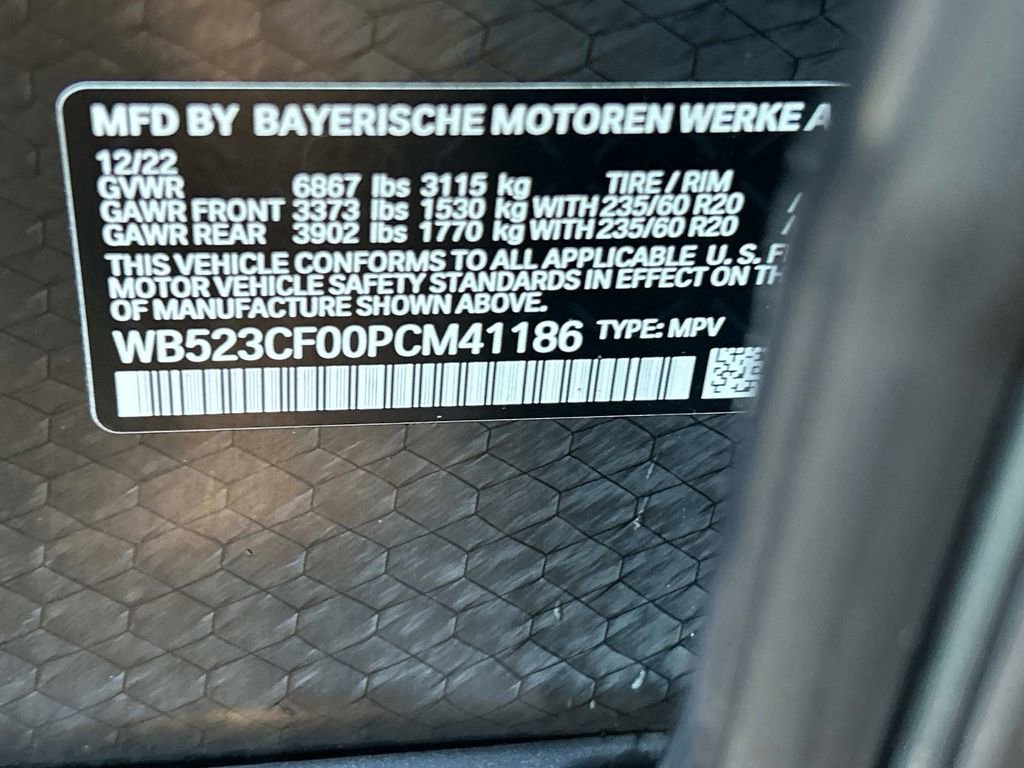 MFD BY BAYERISCHE MOTOREN WERKE A
12/22
GVWR 6867 lbs 3115 kg TIRE / RIM
GAWR FRONT 3373 lbs 1530 kg WITH 235/60 R20 /
GAWR REAR 3902 lbs 1770 kg WITH 235/60 R20
THIS VEHICLE CONFORMS TO ALL APPLICABLE U. S.
MOTOR VEHICLE SAFETY STANDARDS IN EFFECT ON
OF MANUFACTURE SHOWN ABOVE.
WB523CF00PCM41186 TYPE: MPV